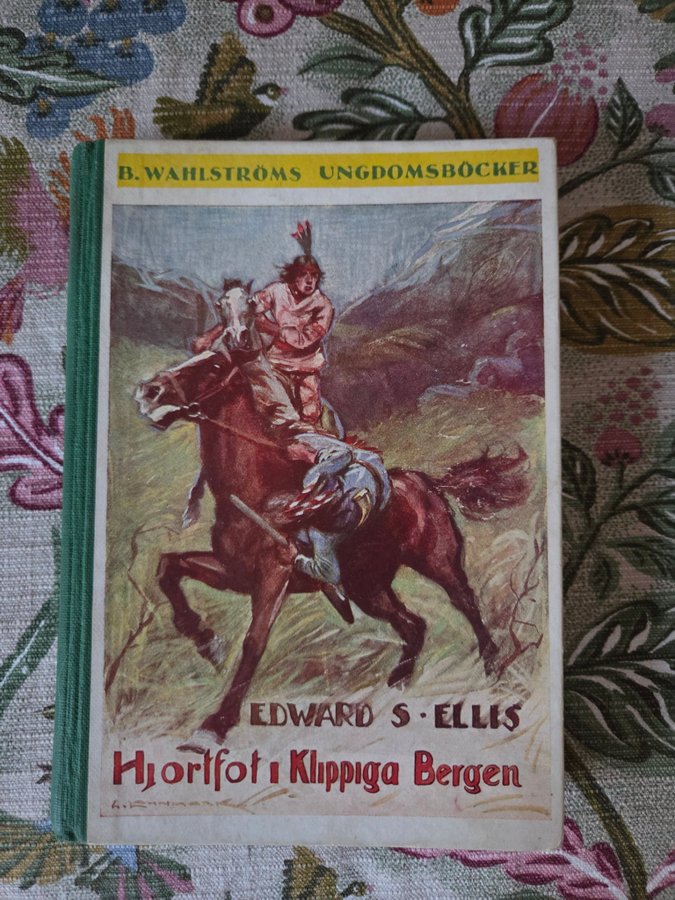 B. WAHLSTRÖMS UNGDOMSBÖCKER
EDWARD S. ELLIS
Hjortfot i Klippiga Bergen